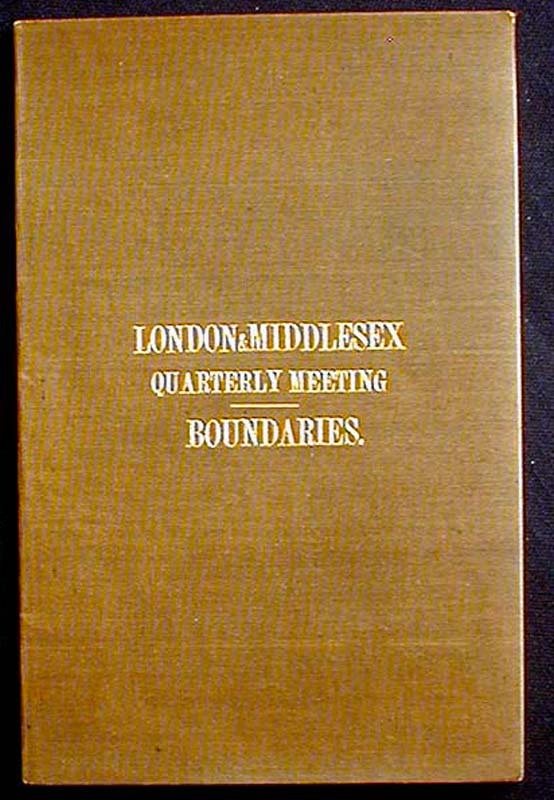 LONDON & MIDDLESEX
QUARTERLY MEETING
BOUNDARIES.